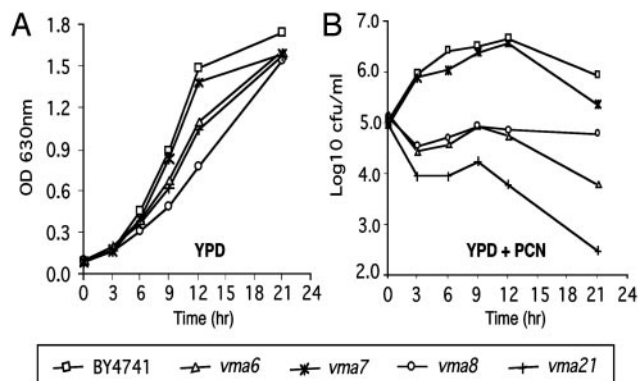 A
B
OD 630nm
1.8
1.5
1.2
0.9
0.6
0.3
0.0
YPD
0 3 6 9 12 15 18 21 24
Time (hr)
Log10 cfu/ml
7.0
6.0
5.0
4.0
3.0
2.0
YPD + PCN
0 3 6 9 12 15 18 21 24
Time (hr)
BY4741 vma6 vma7 vma8 vma21